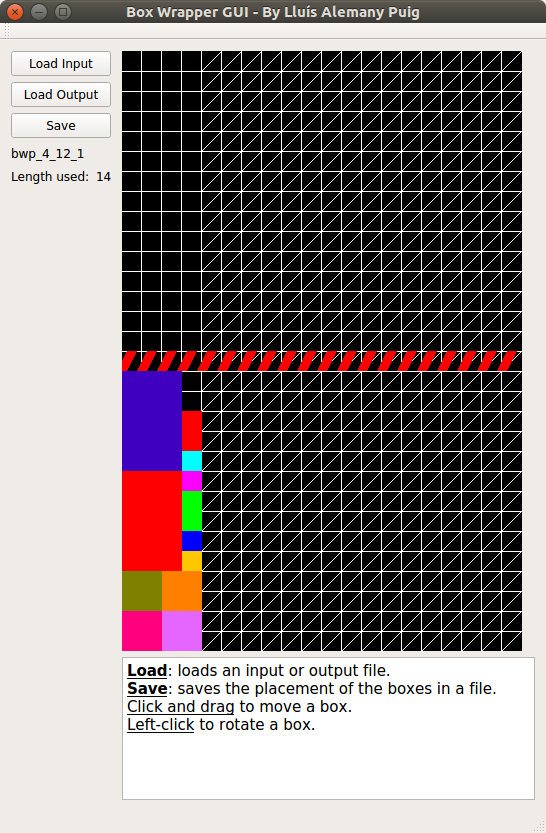 Box Wrapper GUI - By Lluís Alemany Puig
Load Input
Load Output
Save
bwp_4_12_1
Length used: 14
Load: loads an input or output file.
Save: saves the placement of the boxes in a file.
Click and drag to move a box.
Left-click to rotate a box.